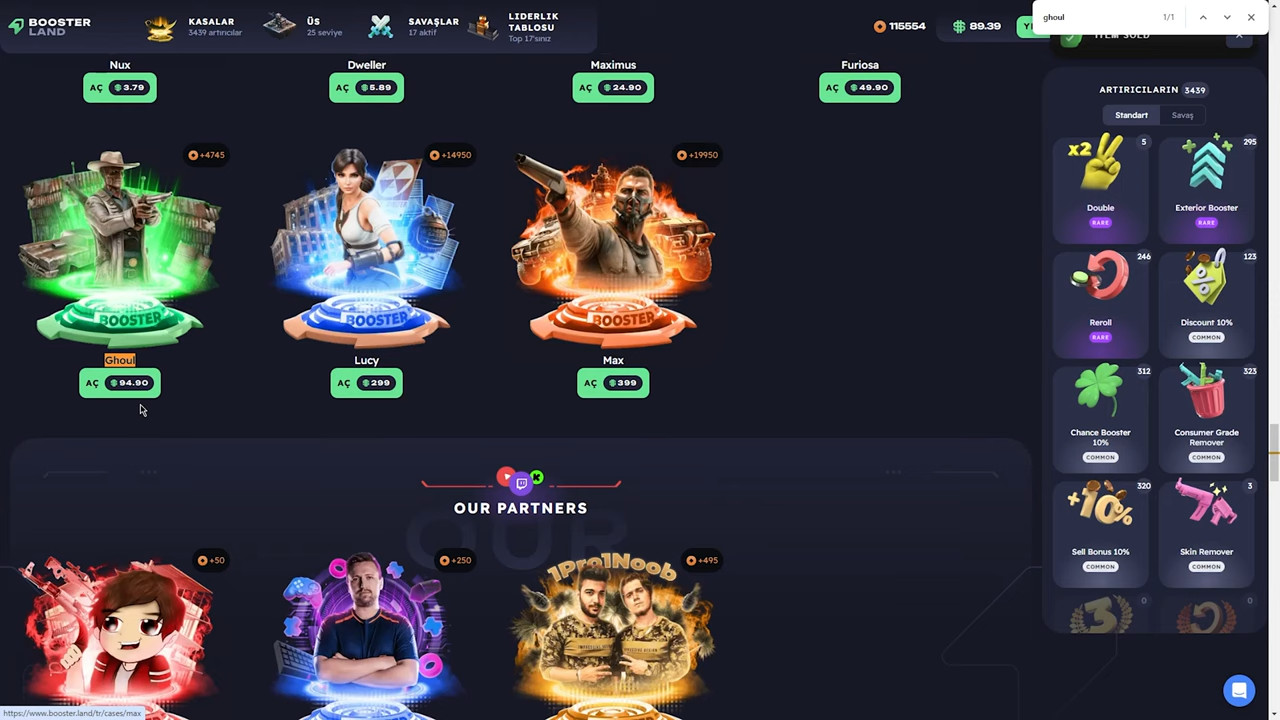 BOOSTER
LAND
KASALAR
3439 artırıcılar
ÜS
25 seviye
SAVAŞLAR
17 aktif
LIDERLIK
TABLOSU
Top 17'sınız
115554
89.39
ghoul
1/1
ITEM SOLD
Nux
AÇ 3.79
Dweller
AÇ 5.89
Maximus
AÇ 24.90
Furiosa
AÇ 49.90
+4745
+14950
+19950
BOOSTER
BOOSTER
BOOSTER
Ghoul
AÇ 94.90
Lucy
AÇ 299
Max
AÇ 399
OUR PARTNERS
OUR
+50
+250
+495
1Pro1Noob
ARTIRICILARIN 3439
Standart
Savaş
x2
5
Double
RARE
295
Exterior Booster
RARE
246
Reroll
RARE
123
%
Discount 10%
COMMON
312
Chance Booster
10%
COMMON
323
Consumer Grade
Remover
COMMON
320
+10%
Sell Bonus 10%
COMMON
3
Skin Remover
COMMON
0
3
0
https://www.booster.land/tr/cases/max